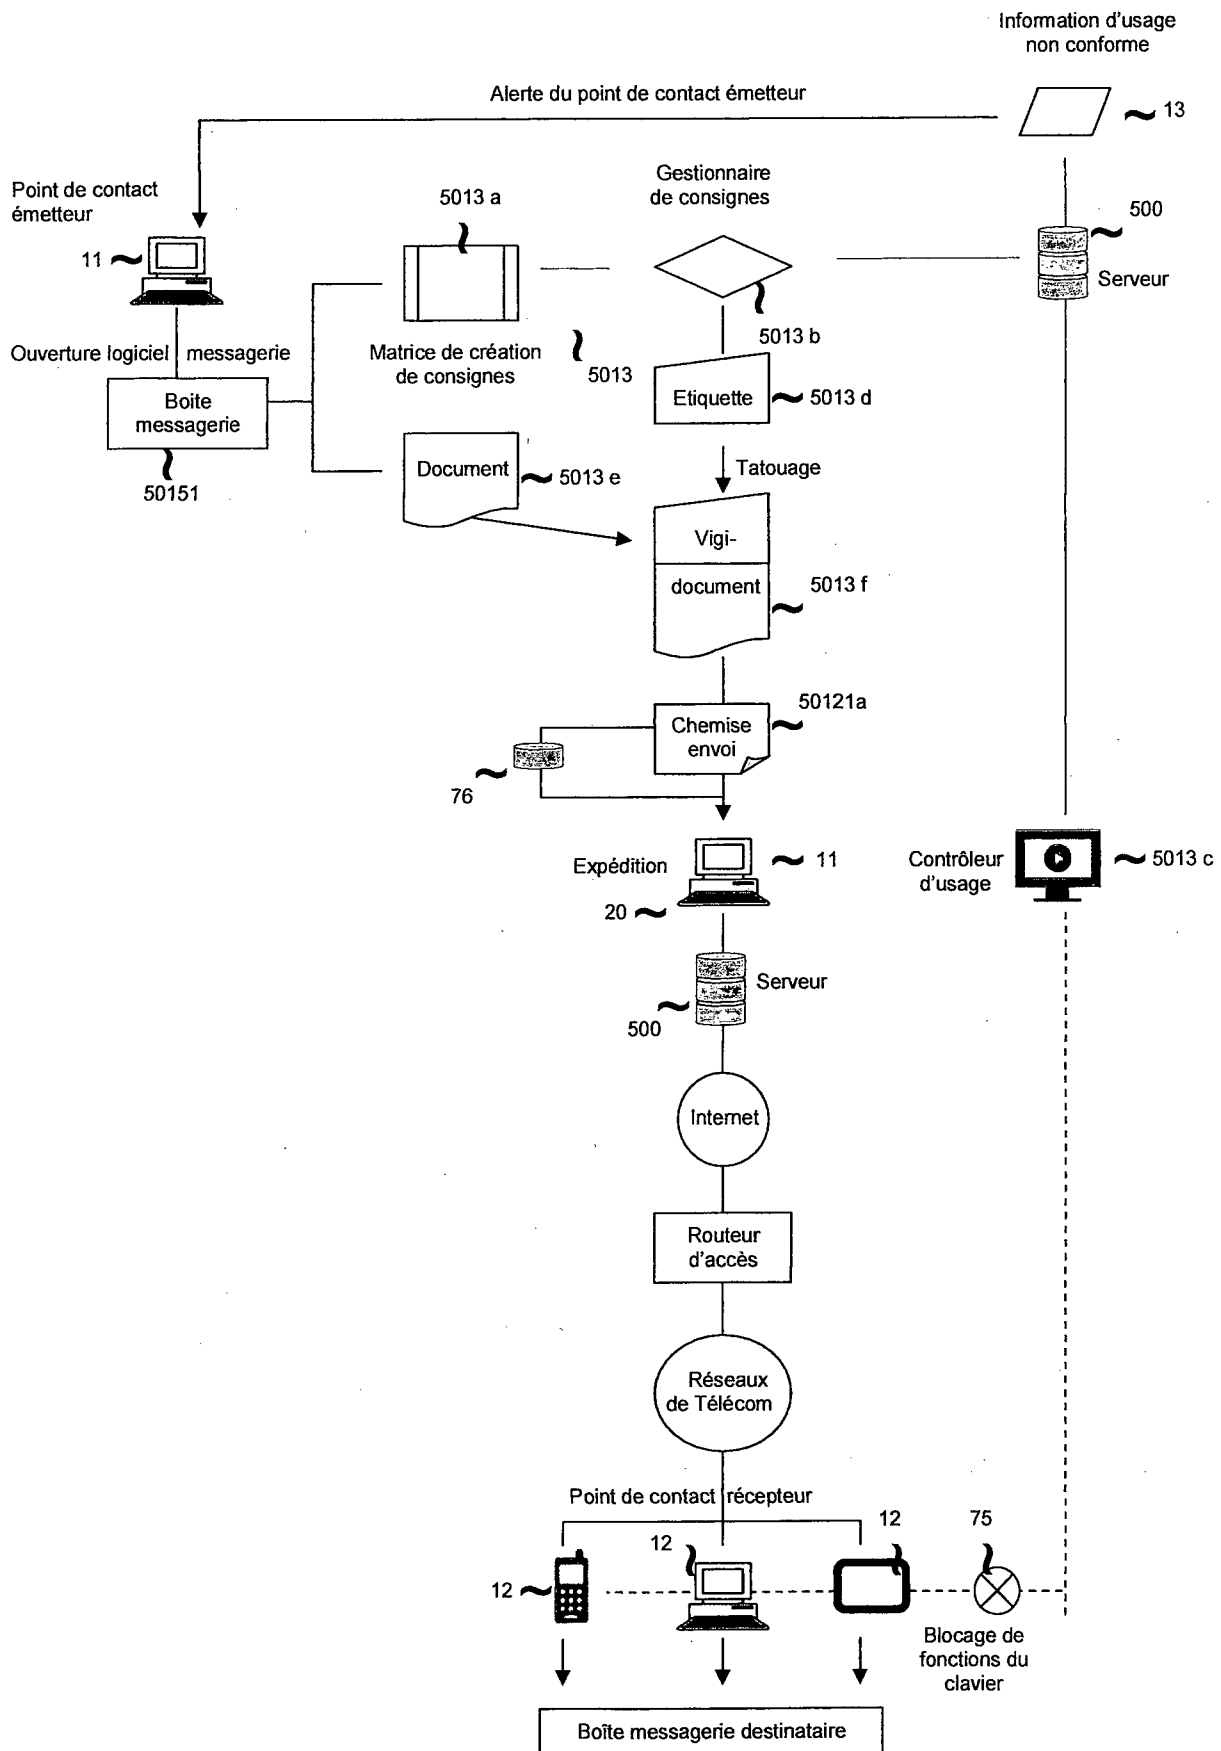 Information d'usage
non conforme
Alerte du point de contact émetteur
13
Point de contact
émetteur
11
5013 a
Gestionnaire
de consignes
500
Serveur
5013 b
Ouverture logiciel messagerie
Matrice de création
de consignes
5013
Boite
messagerie
50151
Etiquette
5013 d
Document
5013 e
Tatouage
Vigi-
document
5013 f
Chemise
envoi
50121a
76
Expédition
11
20
Contrôleur
d'usage
5013 c
Serveur
500
Internet
Routeur
d'accès
Réseaux
de Télécom
Point de contact récepteur
12
12
12
75
Blocage de
fonctions du
clavier
Boîte messagerie destinataire